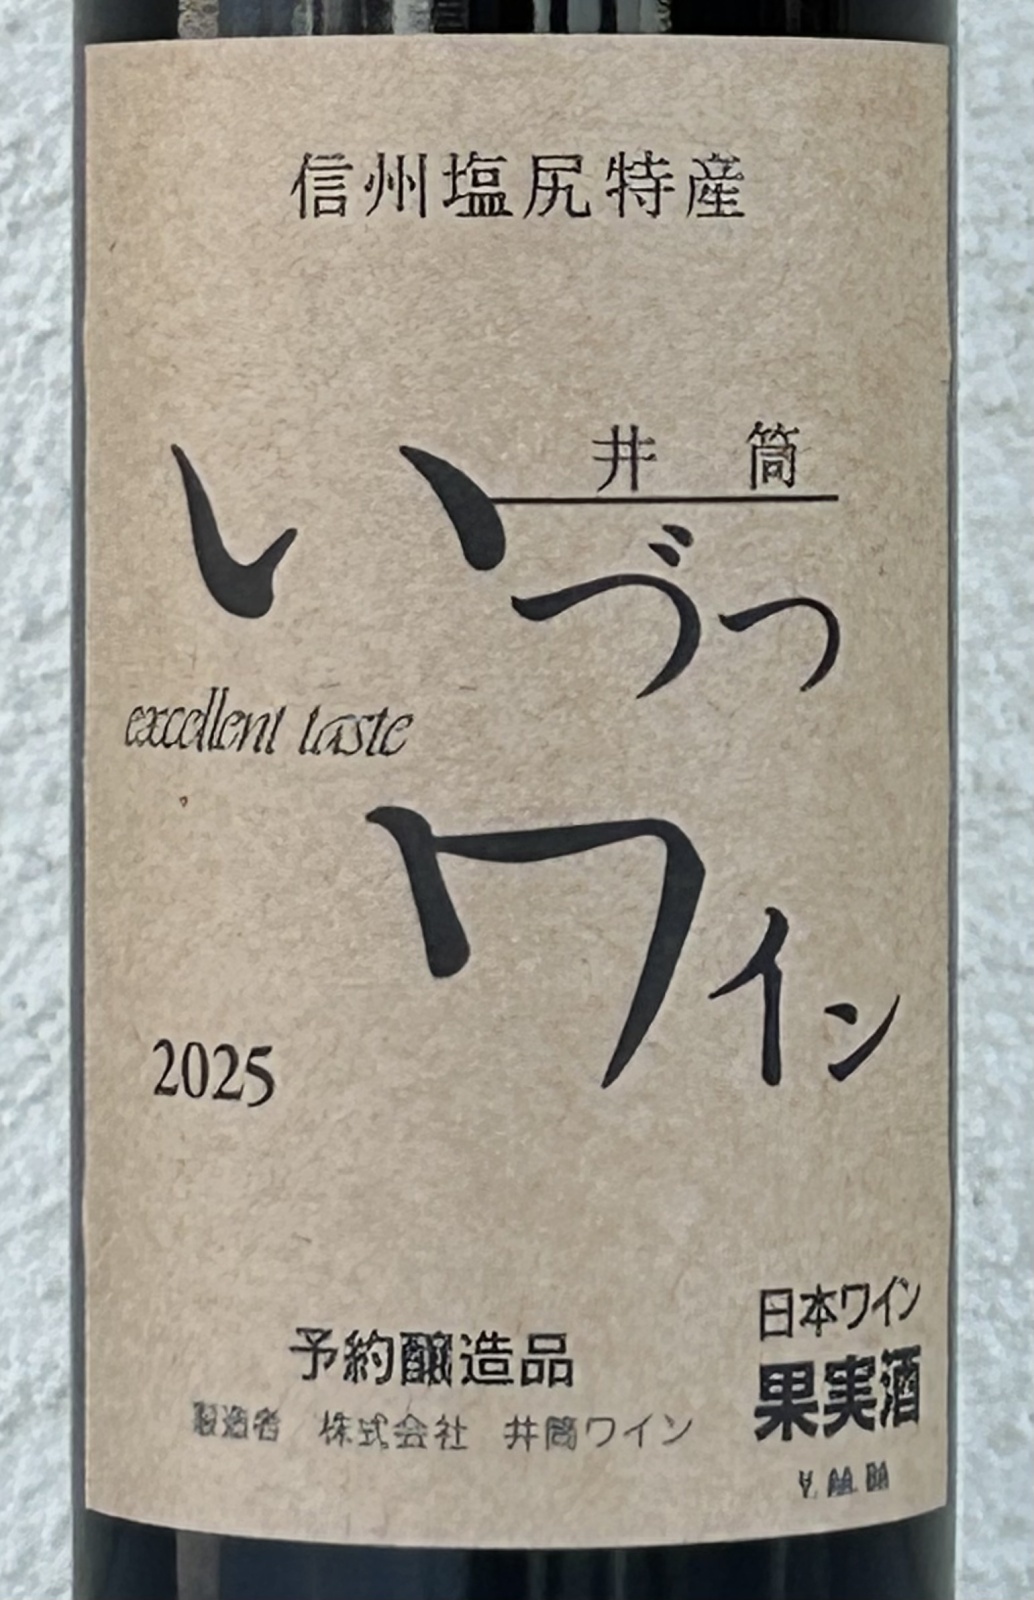 信州塩尻特産
井筒
いづつ
excellent taste
ワイン
2025
日本ワイン
予約醸造品
果実酒
製造者 株式会社 井筒ワイン